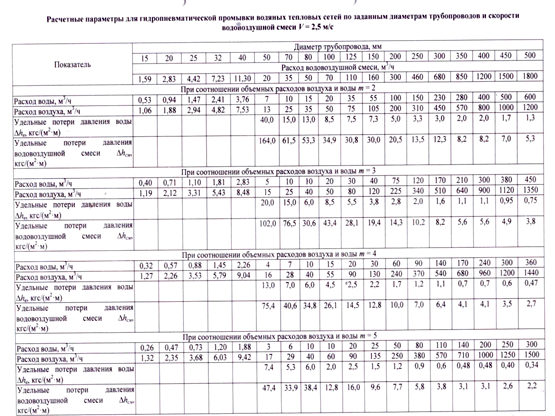 Расчетные параметры для гидропневматической промывки водяных тепловых сетей по заданным диаметрам трубопроводов и скорости
водовоздушной смеси V = 2,5 м/с
Показатель
Диаметр трубопровода, мм
15 20 25 32 40 50 70 80 100 125 150 200 250 300 350 400 450 500
Расход водовоздушной смеси, м³/ч
1,59 2,83 4,42 7,23 11,30 20 35 50 70 110 160 300 460 680 850 1200 1500 1800
При соотношении объемных расходов воздуха и воды m = 2
Расход воды, м³/ч 0,53 0,94 1,47 2,41 3,76 7 10 15 20 35 55 100 150 230 280 400 500 600
Расход воздуха, м³/ч 1,06 1,88 2,94 4,82 7,53 13 25 35 50 75 105 200 310 450 570 800 1000 1200
Удельные потери давления воды
Δhв, кгс/(м²·м) 40,0 15,0 13,0 8,5 7,5 7,3 5,0 3,3 3,0 2,0 2,0 1,7 1,3
Удельные потери давления
водовоздушной смеси Δhсм,
кгс/(м²·м) 164,0 61,5 53,3 34,9 30,8 30,0 20,5 13,5 12,3 8,2 8,2 7,0 5,3
При соотношении объемных расходов воздуха и воды m = 3
Расход воды, м³/ч 0,40 0,71 1,10 1,81 2,83 5 10 10 20 30 40 75 120 170 210 300 380 450
Расход воздуха, м³/ч 1,19 2,12 3,31 5,43 8,48 15 25 40 50 80 120 225 340 510 640 900 1120 1350
Удельные потери давления воды
Δhв, кгс/(м²·м) 20,0 15,0 6,0 8,5 5,5 3,8 2,8 2,0 1,6 1,1 1,1 0,95 0,75
Удельные потери давления
водовоздушной смеси Δhсм,
кгс/(м²·м) 102,0 76,5 30,6 43,4 28,1 19,4 14,3 10,2 8,2 5,6 5,6 4,9 3,8
При соотношении объемных расходов воздуха и воды m = 4
Расход воды, м³/ч 0,32 0,57 0,88 1,45 2,26 4 7 10 15 20 30 60 90 140 170 240 300 360
Расход воздуха, м³/ч 1,27 2,26 3,53 5,79 9,04 16 28 40 55 90 130 240 370 540 680 960 1200 1440
Удельные потери давления воды
Δhв, кгс/(м²·м) 13,0 7,0 6,0 4,5 2,5 2,2 1,7 1,2 1,1 0,7 0,7 0,6 0,47
Удельные потери давления
водовоздушной смеси Δhсм,
кгс/(м²·м) 75,4 40,6 34,8 26,1 14,5 12,8 10,0 7,0 6,4 4,1 4,1 3,5 2,7
При соотношении объемных расходов воздуха и воды m = 5
Расход воды, м³/ч 0,26 0,47 0,73 1,20 1,88 3 6 10 10 20 25 50 80 110 140 200 250 300
Расход воздуха, м³/ч 1,32 2,35 3,68 6,03 9,42 17 29 40 60 90 135 250 380 570 710 1000 1250 1500
Удельные потери давления воды
Δhв, кгс/(м²·м) 7,4 5,3 6,0 2,0 2,5 1,5 1,2 0,9 0,6 0,48 0,48 0,40 0,34
Удельные потери давления
водовоздушной смеси Δhсм,
кгс/(м²·м) 47,4 33,9 38,4 12,8 16,0 9,6 7,7 5,8 3,8 3,1 3,1 2,6 2,2